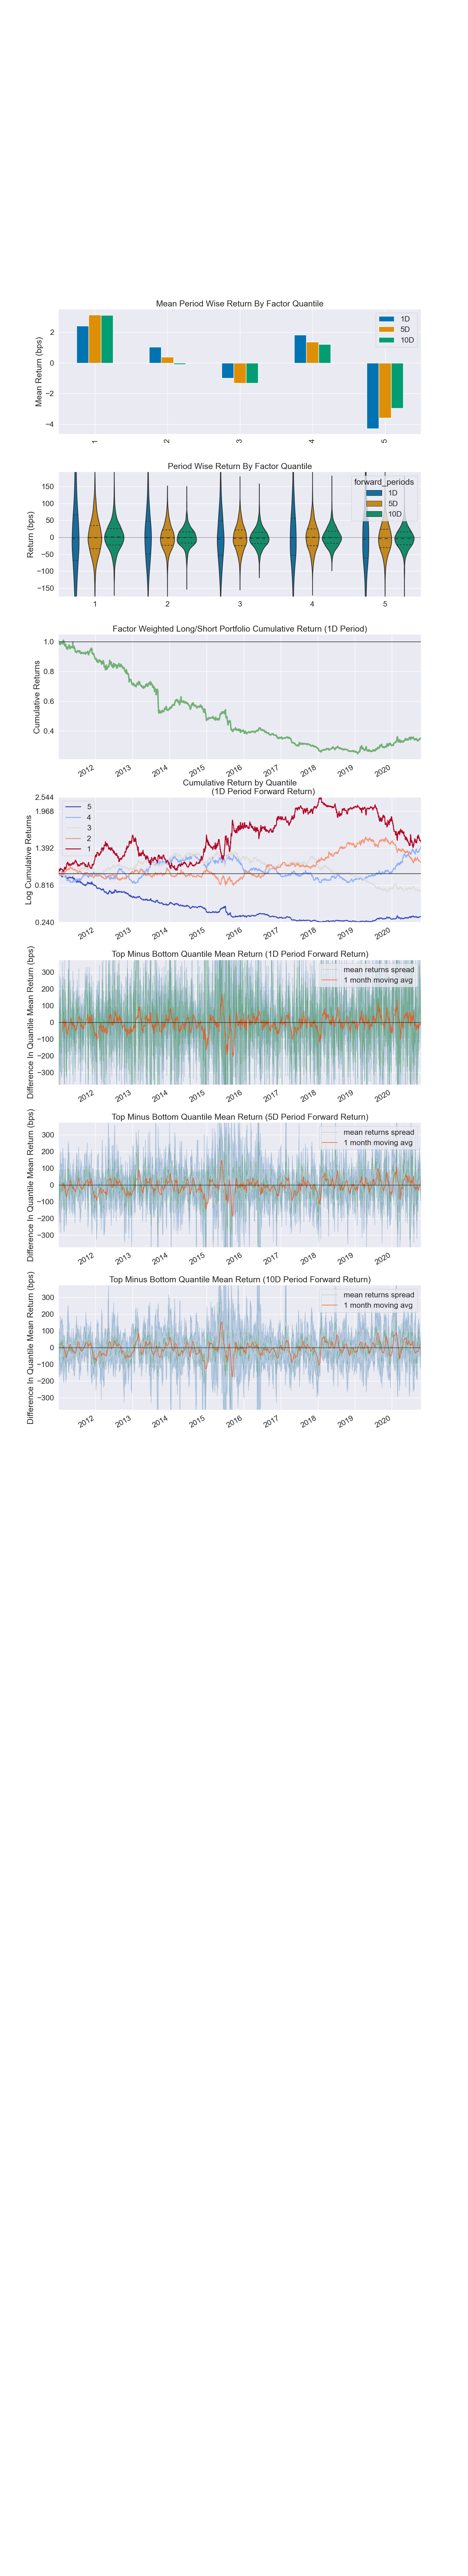 Mean Period Wise Return By Factor Quantile
Mean Return (bps)
2
0
−2
−4
1D
5D
10D
1 2 3 4 5
Period Wise Return By Factor Quantile
Return (bps)
150
100
50
0
−50
−100
−150
forward_periods
1D
5D
10D
1 2 3 4 5
Factor Weighted Long/Short Portfolio Cumulative Return (1D Period)
Cumulative Returns
1.0
0.8
0.6
0.4
2012 2013 2014 2015 2016 2017 2018 2019 2020
Cumulative Return by Quantile
(1D Period Forward Return)
Log Cumulative Returns
2.544
1.968
1.392
0.816
0.240
5
4
3
2
1
2012 2013 2014 2015 2016 2017 2018 2019 2020
Top Minus Bottom Quantile Mean Return (1D Period Forward Return)
Difference In Quantile Mean Return (bps)
300
200
100
0
−100
−200
−300
mean returns spread
1 month moving avg
2012 2013 2014 2015 2016 2017 2018 2019 2020
Top Minus Bottom Quantile Mean Return (5D Period Forward Return)
Difference In Quantile Mean Return (bps)
300
200
100
0
−100
−200
−300
mean returns spread
1 month moving avg
2012 2013 2014 2015 2016 2017 2018 2019 2020
Top Minus Bottom Quantile Mean Return (10D Period Forward Return)
Difference In Quantile Mean Return (bps)
300
200
100
0
−100
−200
−300
mean returns spread
1 month moving avg
2012 2013 2014 2015 2016 2017 2018 2019 2020